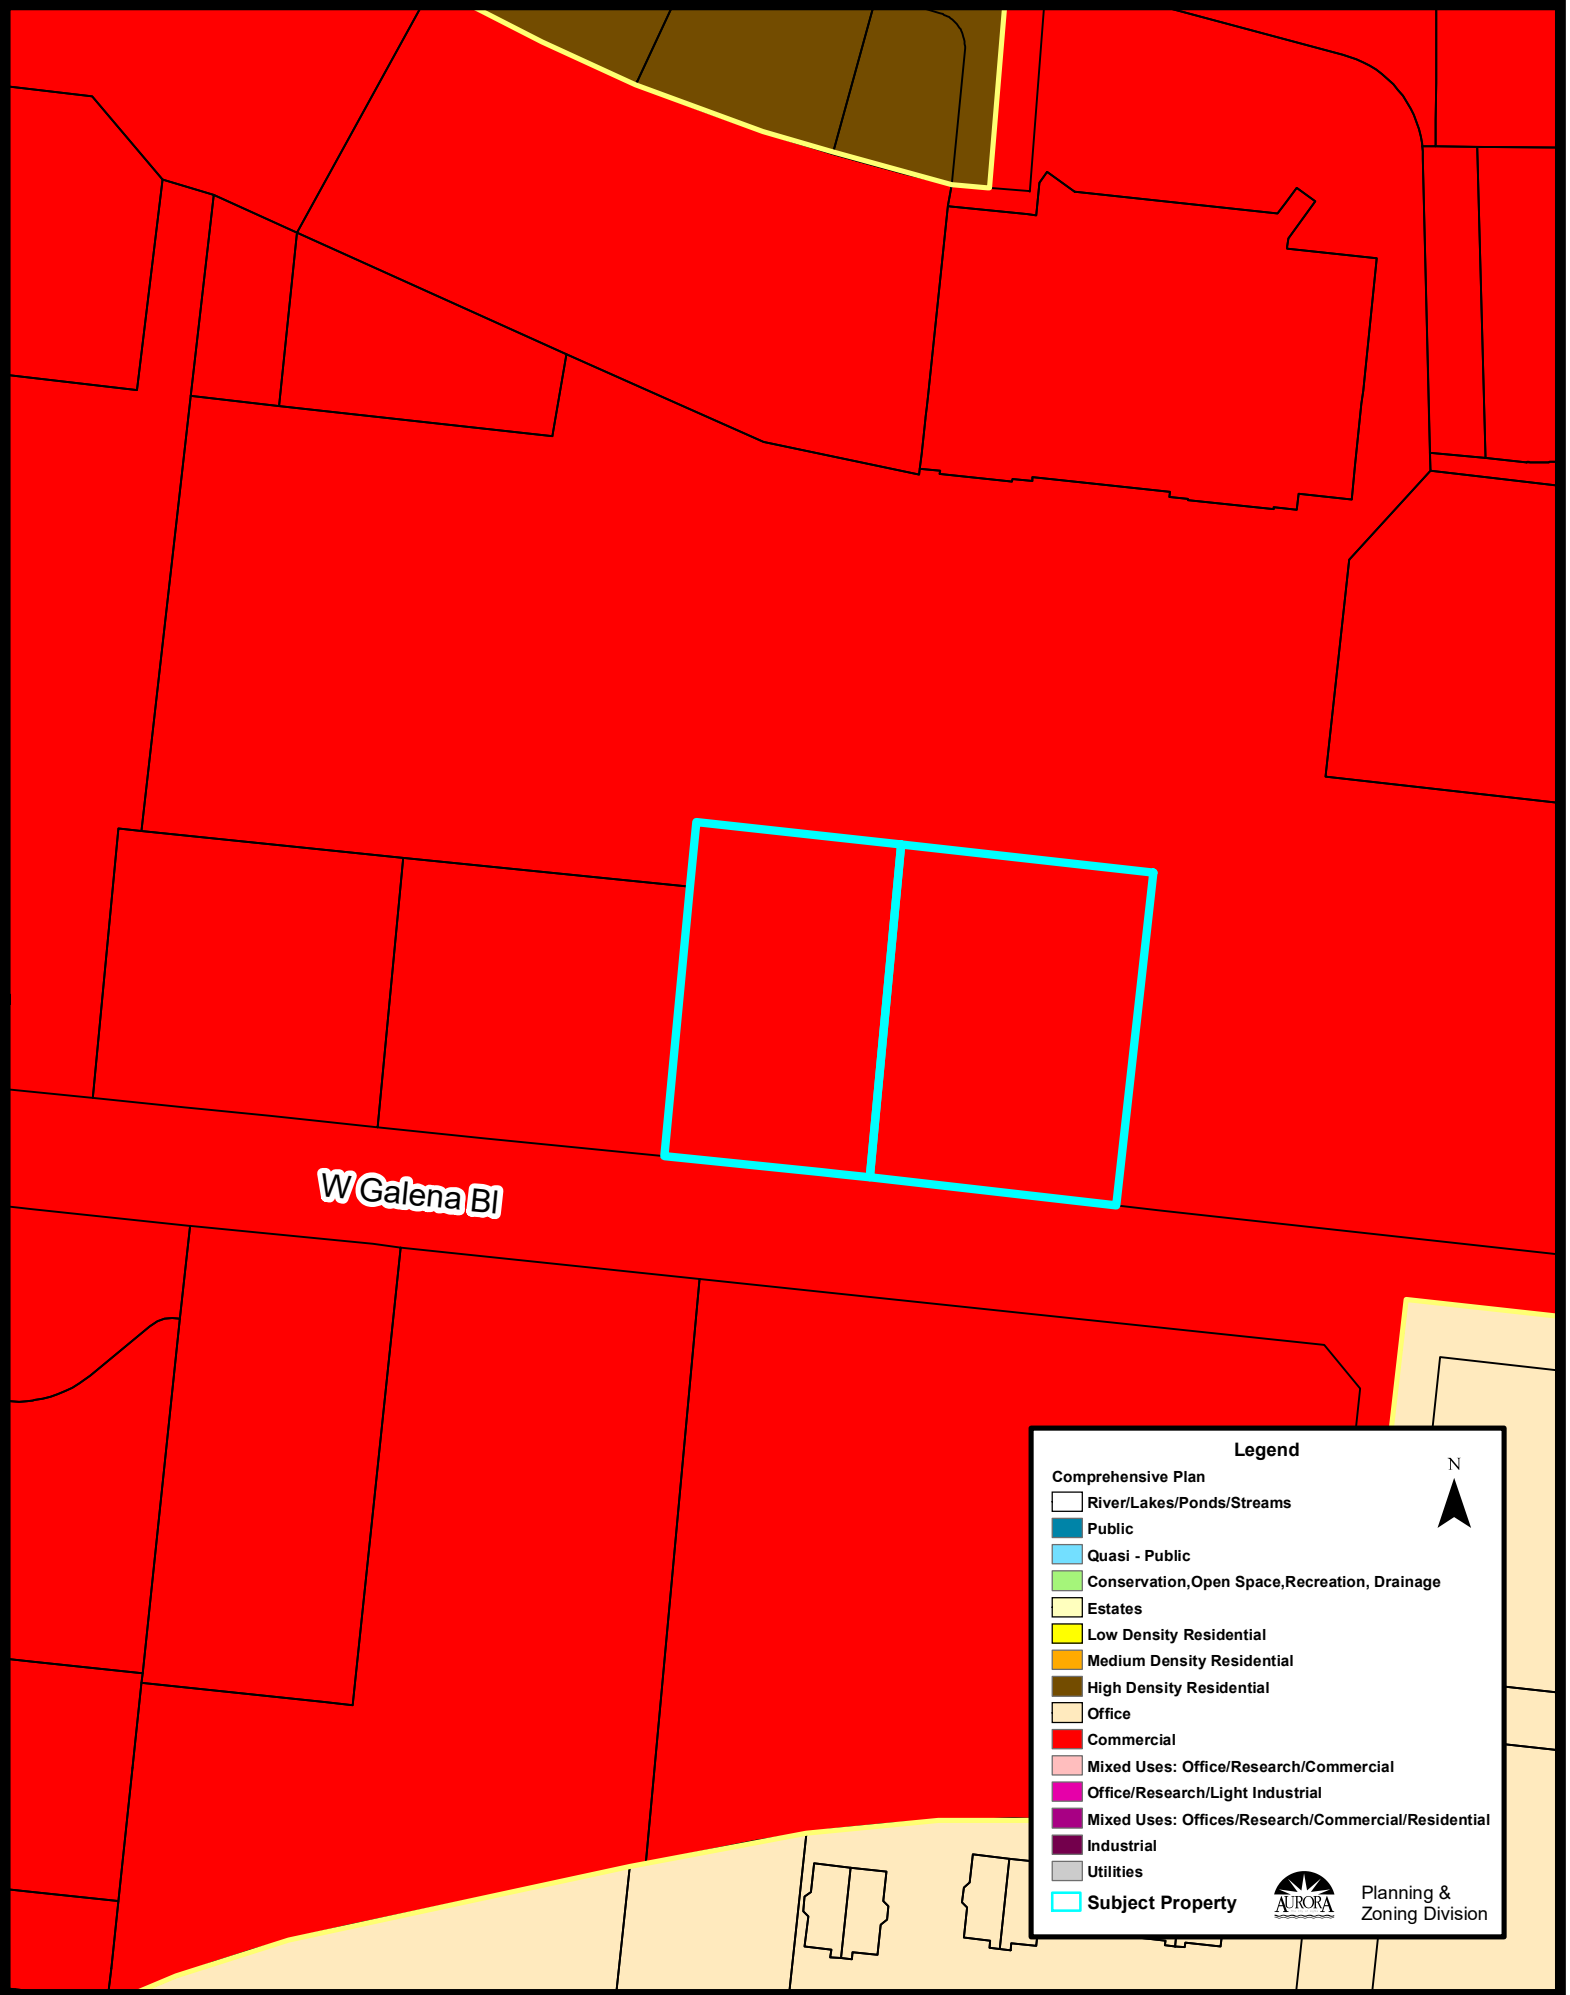 W Galena Bl
Legend
N
Comprehensive Plan
River/Lakes/Ponds/Streams
Public
Quasi - Public
Conservation,Open Space,Recreation, Drainage
Estates
Low Density Residential
Medium Density Residential
High Density Residential
Office
Commercial
Mixed Uses: Office/Research/Commercial
Office/Research/Light Industrial
Mixed Uses: Offices/Research/Commercial/Residential
Industrial
Utilities
Subject Property
AURORA
Planning &
Zoning Division